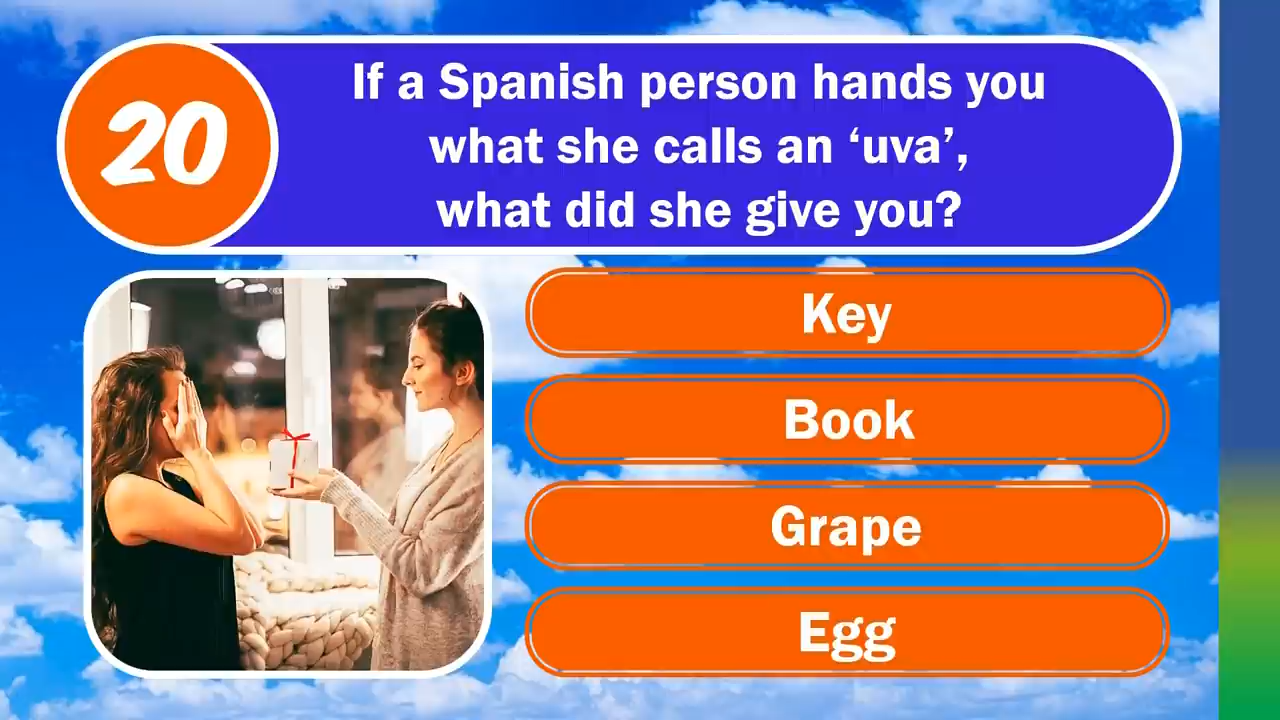 20
If a Spanish person hands you
what she calls an ‘uva’,
what did she give you?
Key
Book
Grape
Egg